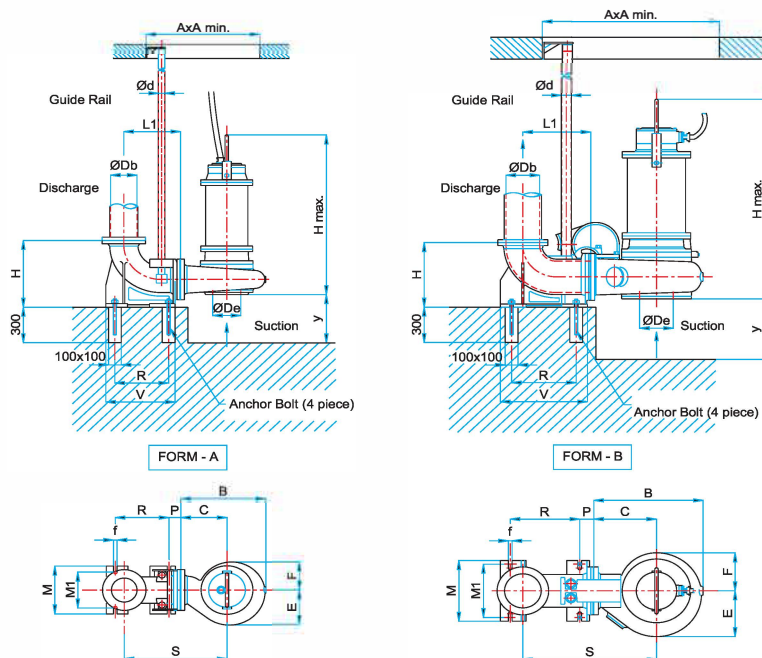 AxA min.
Ød
Guide Rail
L1
ØDb
Discharge
H max.
H
300
ØDe
y
Suction
100x100
R
V
Anchor Bolt (4 piece)
FORM - A
B
R
P
C
f
M
M1
F
E
S
AxA min.
Ød
Guide Rail
L1
ØDb
Discharge
H max.
H
300
ØDe
y
Suction
100x100
R
V
Anchor Bolt (4 piece)
FORM - B
B
R
P
C
f
M
M1
F
E
S